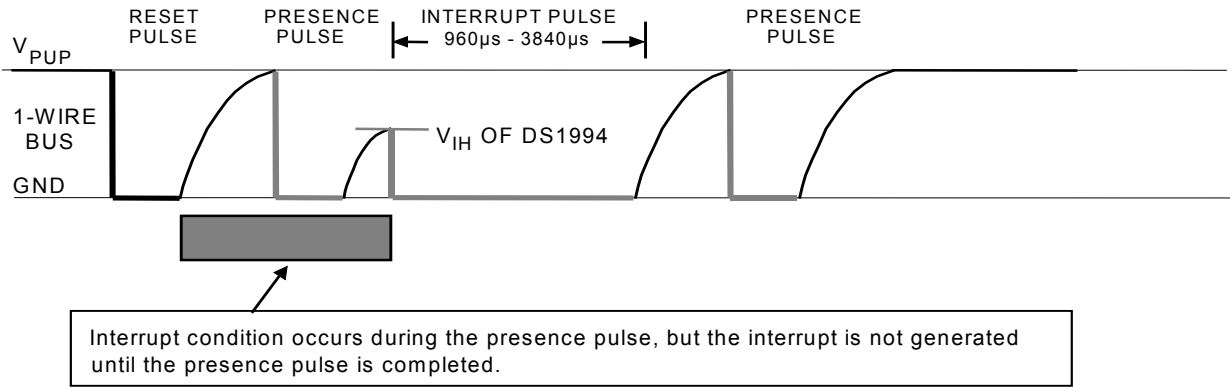 RESET PULSE
PRESENCE PULSE
INTERRUPT PULSE
960µs - 3840µs
PRESENCE PULSE
VPUP
1-WIRE BUS
VIH OF DS1994
GND
Interrupt condition occurs during the presence pulse, but the interrupt is not generated
until the presence pulse is completed.